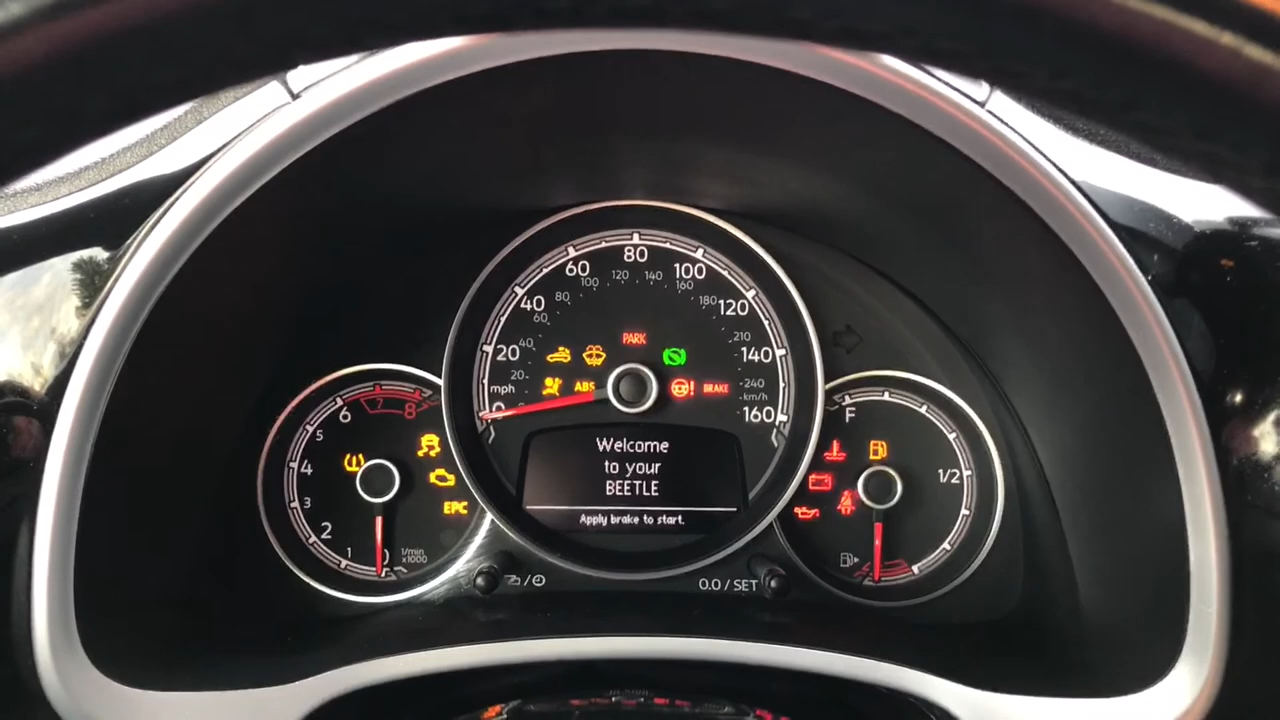 80
60
100
120
140
100
160
40
80
180
120
60
PARK
210
20
40
140
20
ABS
BRAKE
mph
240
km/h
0
160
6
7
8
5
4
3
2
1
0
1/min
x1000
EPC
Welcome
to your
BEETLE
Apply brake to start.
F
1/2
0.0 / SET